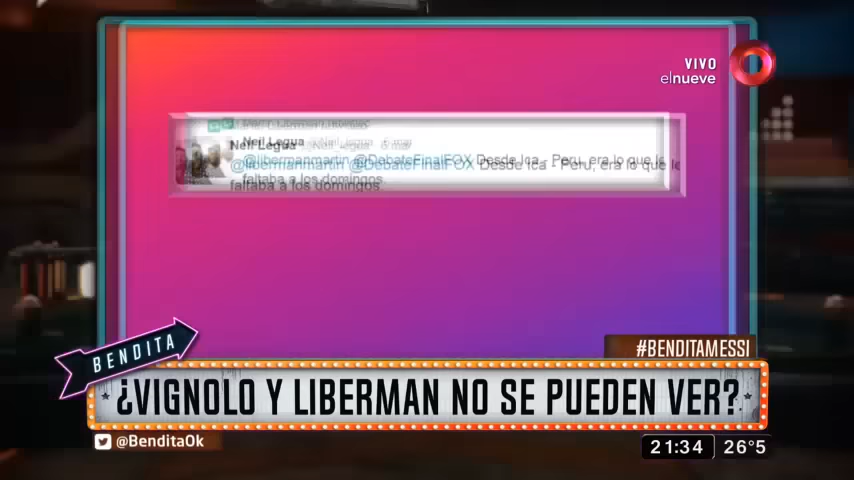 VIVO
elnueve
Neil Legua
@libermanmartin @DebateFinalFOX Desde Ica - Peru, era lo que le
faltaba a los domingos.
BENDITA
#BENDITAMESSI
¿VIGNOLO Y LIBERMAN NO SE PUEDEN VER?
@BenditaOk
21:34 26°5